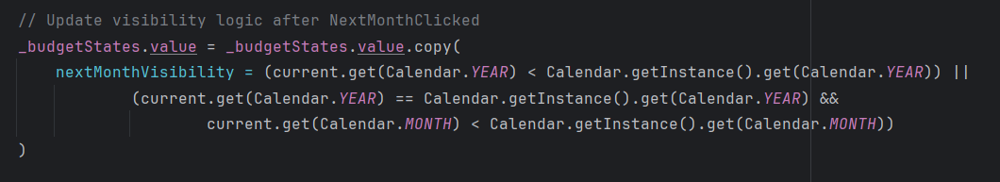 // Update visibility logic after NextMonthClicked
_budgetStates.value = _budgetStates.value.copy(
nextMonthVisibility = (current.get(Calendar.YEAR) < Calendar.getInstance().get(Calendar.YEAR)) ||
(current.get(Calendar.YEAR) == Calendar.getInstance().get(Calendar.YEAR) &&
current.get(Calendar.MONTH) < Calendar.getInstance().get(Calendar.MONTH))
)